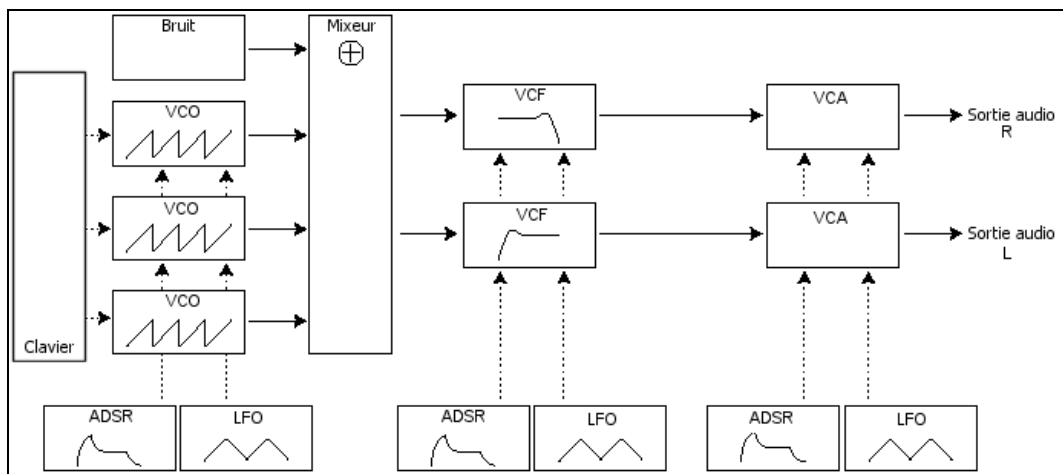 Bruit
Mixeur
VCO
VCF
VCA
Sortie audio
R
VCO
VCF
VCA
Sortie audio
L
VCO
Clavier
ADSR
LFO
ADSR
LFO
ADSR
LFO